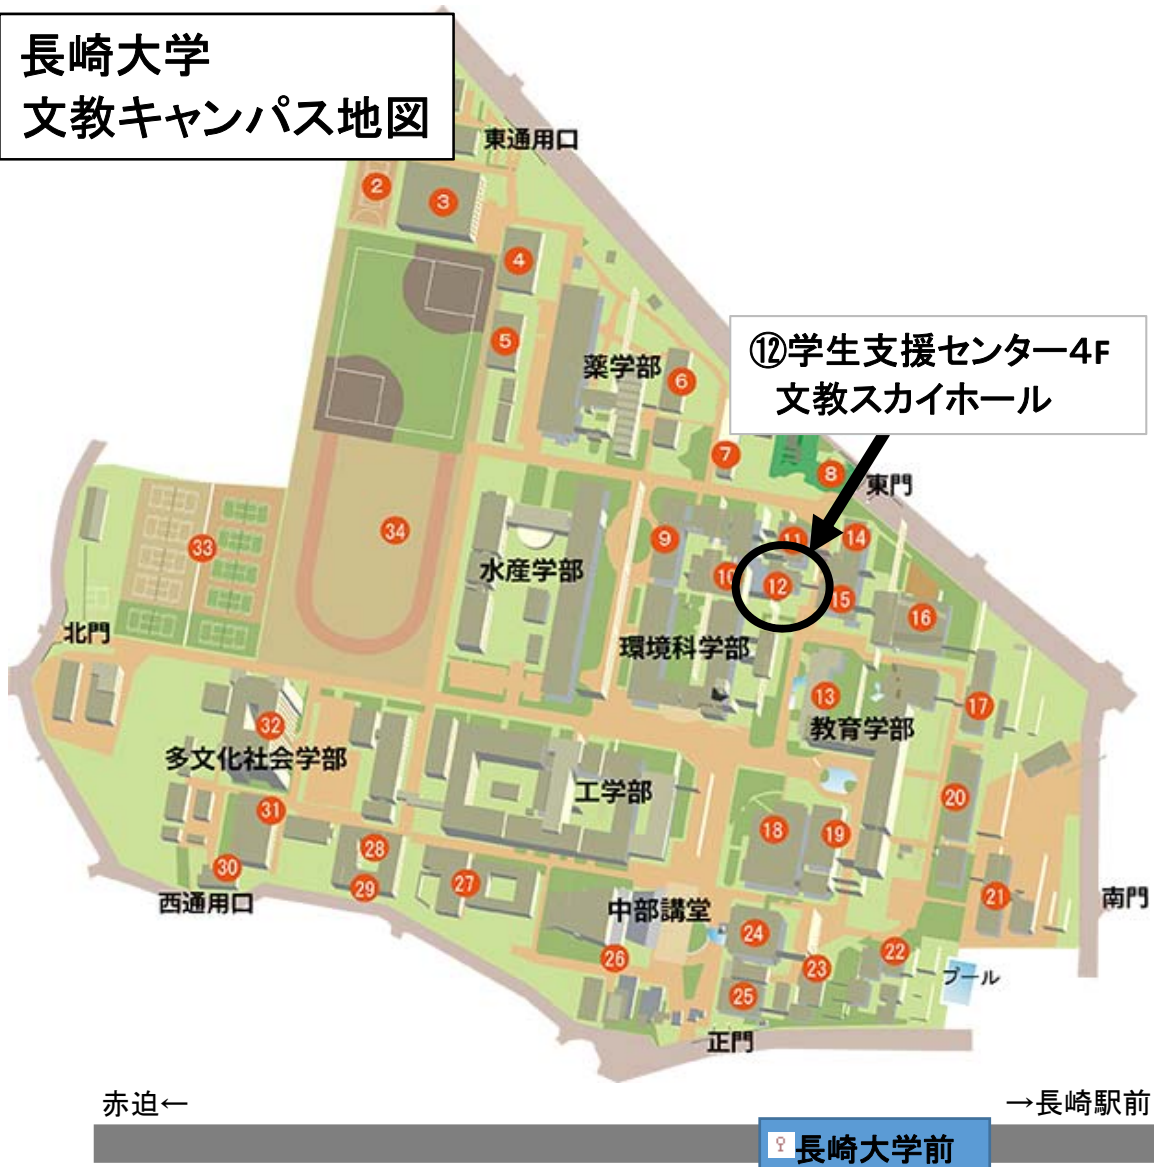 長崎大学
文教キャンパス地図
東通用口
2
3
4
5
薬学部
6
⑫学生支援センター4F
文教スカイホール
7
8
東門
34
33
9
水産学部
10
11
12
14
15
16
北門
環境科学部
13
教育学部
17
32
多文化社会学部
工学部
20
31
18
19
28
30
29
27
21
西通用口
南門
中部講堂
24
26
23
22
プール
25
正門
赤迫←
→長崎駅前
長崎大学前